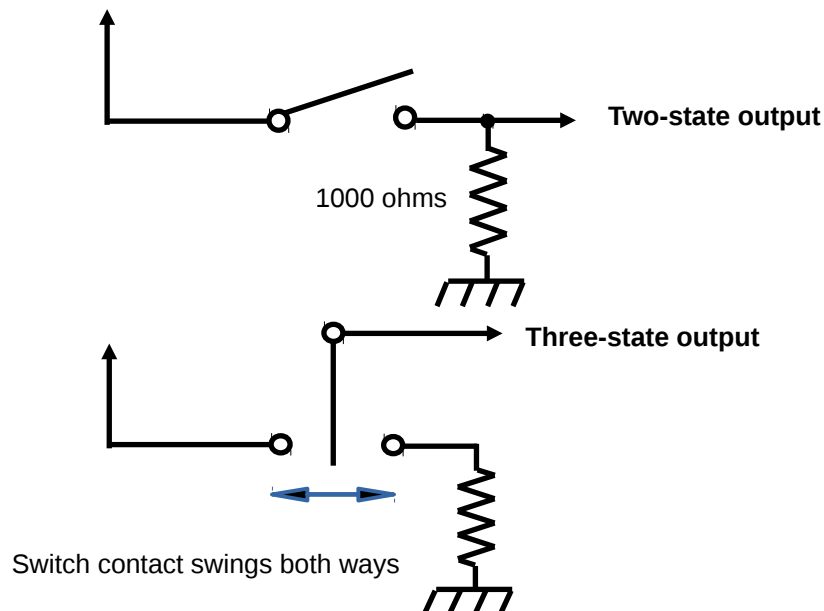 Two-state output
1000 ohms
Three-state output
Switch contact swings both ways